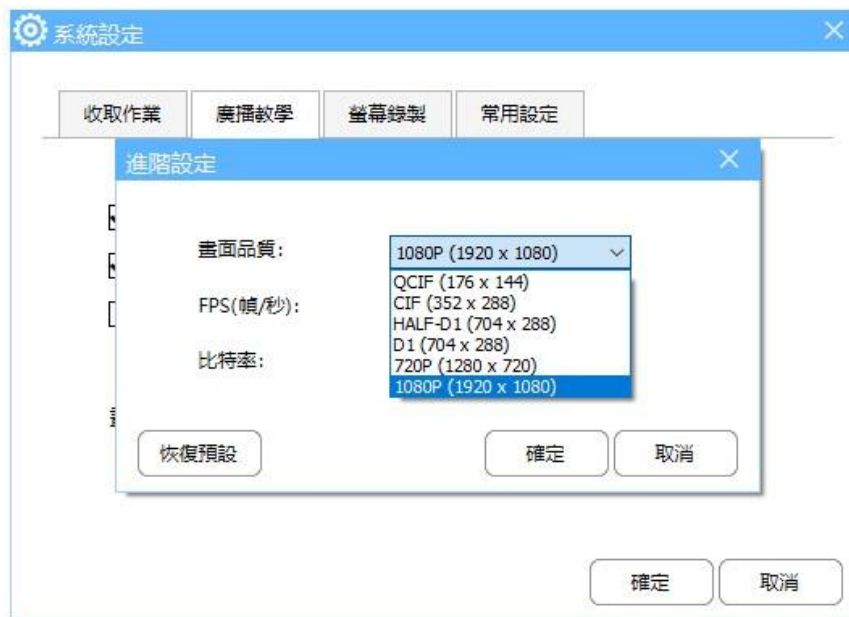 系統設定
收取作業 廣播教學 螢幕錄製 常用設定
進階設定
畫面品質: 1080P (1920 x 1080)
QCIF (176 x 144)
CIF (352 x 288)
FPS(幀/秒):
HALF-D1 (704 x 288)
D1 (704 x 288)
比特率:
720P (1280 x 720)
1080P (1920 x 1080)
恢復預設 確定 取消
確定 取消